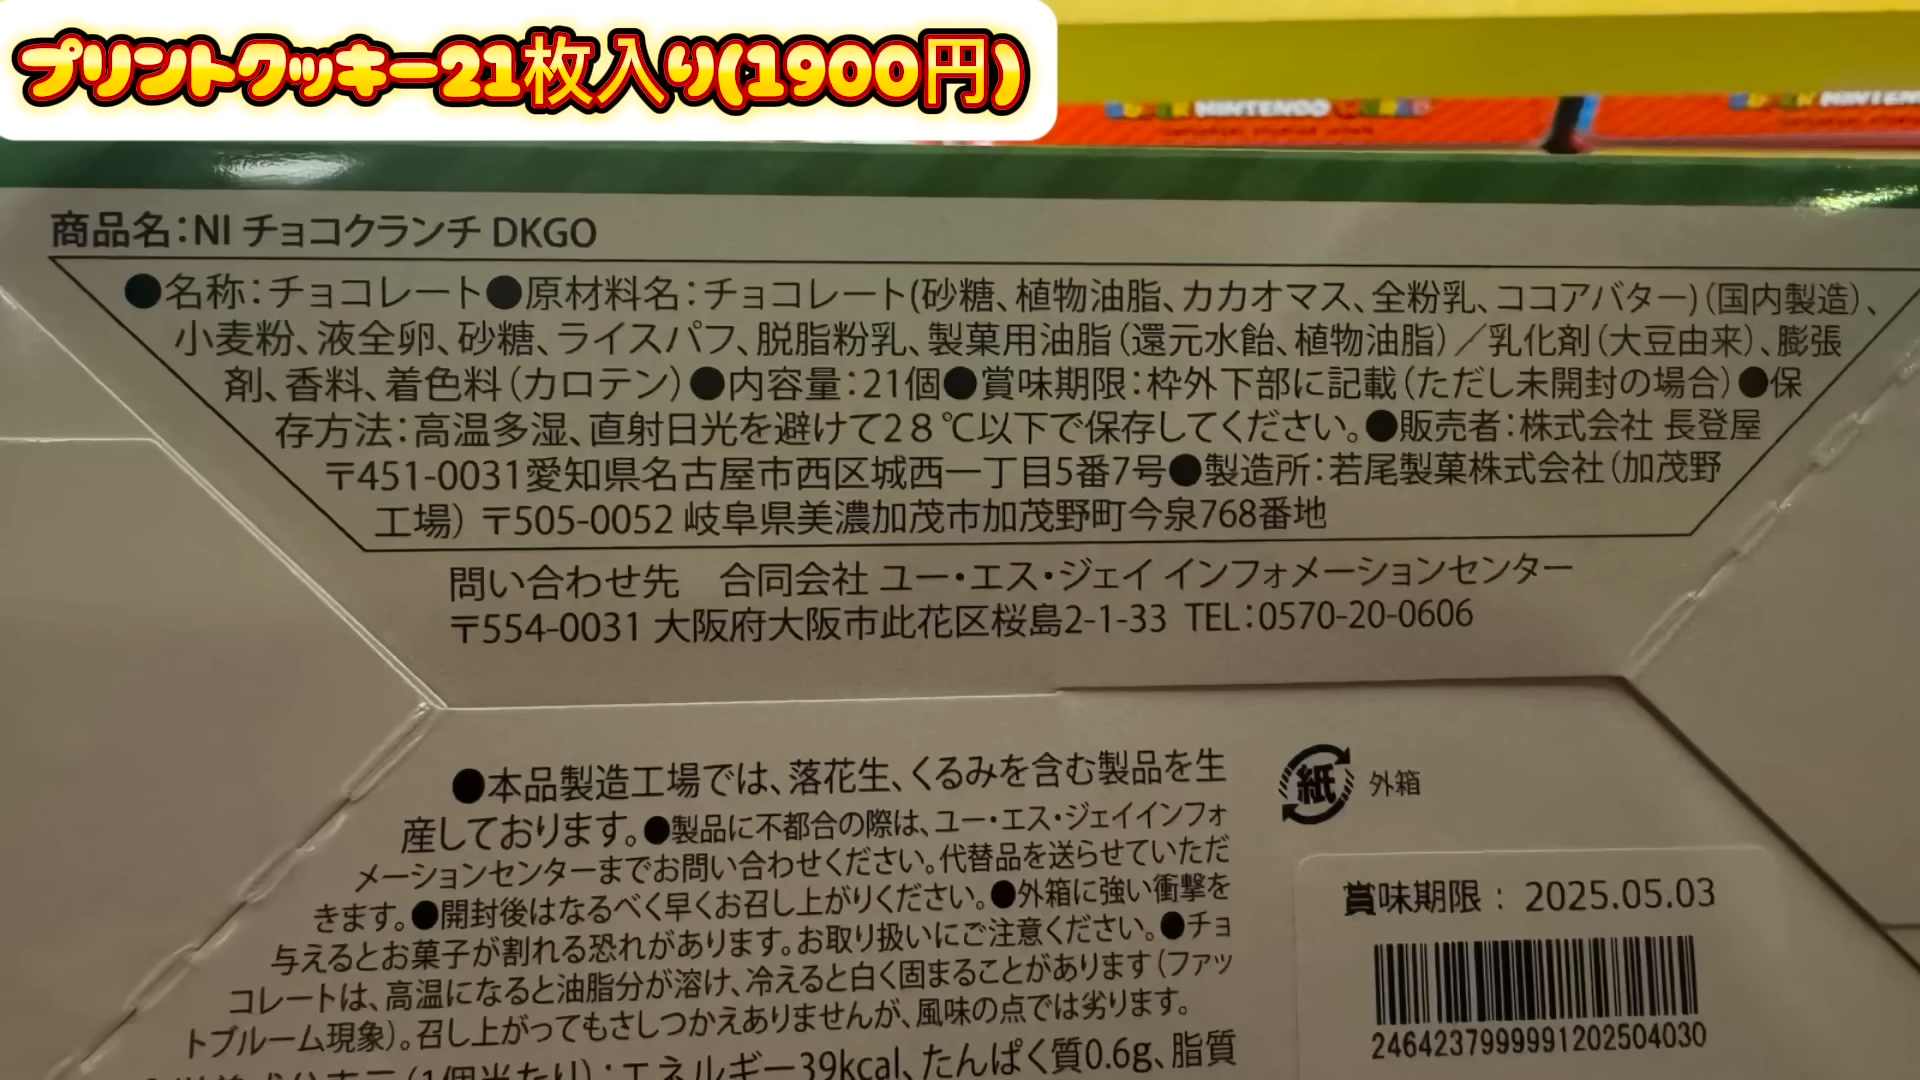 プリントクッキー21枚入り(1900円)
SUPER NINTENDO WORLD
商品名：NI チョコクランチ DKGO
●名称：チョコレート●原材料名：チョコレート(砂糖、植物油脂、カカオマス、全粉乳、ココアバター)(国内製造)、
小麦粉、液全卵、砂糖、ライスパフ、脱脂粉乳、製菓用油脂(還元水飴、植物油脂)／乳化剤(大豆由来)、膨張
剤、香料、着色料(カロテン)●内容量：21個●賞味期限：枠外下部に記載(ただし未開封の場合)●保
存方法：高温多湿、直射日光を避けて28℃以下で保存してください。●販売者：株式会社 長登屋
〒451-0031愛知県名古屋市西区城西一丁目5番7号●製造所：若尾製菓株式会社(加茂野
工場) 〒505-0052 岐阜県美濃加茂市加茂野町今泉768番地
問い合わせ先　合同会社 ユー・エス・ジェイ インフォメーションセンター
〒554-0031 大阪府大阪市此花区桜島2-1-33 TEL：0570-20-0606
●本品製造工場では、落花生、くるみを含む製品を生
産しております。●製品に不都合の際は、ユー・エス・ジェイインフォ
メーションセンターまでお問い合わせください。代替品を送らせていただ
きます。●開封後はなるべく早くお召し上がりください。●外箱に強い衝撃を
与えるとお菓子が割れる恐れがあります。お取り扱いにご注意ください。●チョ
コレートは、高温になると油脂分が溶け、冷えると白く固まることがあります(ファッ
トブルーム現象)。召し上がってもさしつかえありませんが、風味の点では劣ります。
(1個当たり)：エネルギー39kcal、たんぱく質0.6g、脂質
紙 外箱
賞味期限： 2025.05.03
2464237999991202504030